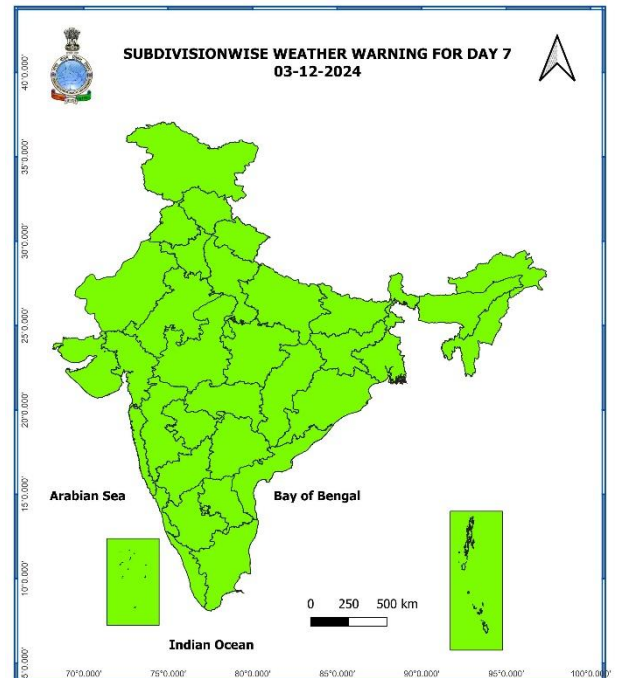 SUBDIVISIONWISE WEATHER WARNING FOR DAY 7
03-12-2024
40°0.000'
35°0.000'
30°0.000'
25°0.000'
20°0.000'
15°0.000'
10°0.000'
5°0.000'
Arabian Sea
Bay of Bengal
0 250 500 km
Indian Ocean
70°0.000' 75°0.000' 80°0.000' 85°0.000' 90°0.000' 95°0.000' 100°0.000'